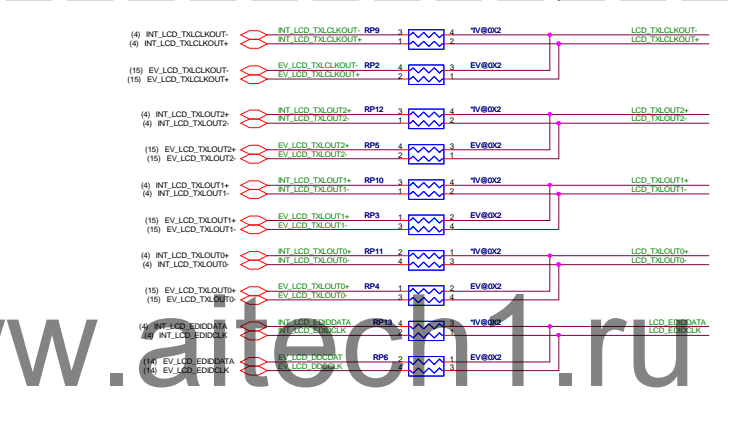 (4) INT_LCD_TXLCLKOUT- INT_LCD_TXLCLKOUT- RP9 3 4 *IV@0X2 LCD_TXLCLKOUT-
(4) INT_LCD_TXLCLKOUT+ INT_LCD_TXLCLKOUT+ 1 2 LCD_TXLCLKOUT+
(15) EV_LCD_TXLCLKOUT- EV_LCD_TXLCLKOUT- RP2 4 3 EV@0X2
(15) EV_LCD_TXLCLKOUT+ EV_LCD_TXLCLKOUT+ 2 1
(4) INT_LCD_TXLOUT2+ INT_LCD_TXLOUT2+ RP12 3 4 *IV@0X2 LCD_TXLOUT2+
(4) INT_LCD_TXLOUT2- INT_LCD_TXLOUT2- 1 2 LCD_TXLOUT2-
(15) EV_LCD_TXLOUT2+ EV_LCD_TXLOUT2+ RP5 4 3 EV@0X2
(15) EV_LCD_TXLOUT2- EV_LCD_TXLOUT2- 2 1
(4) INT_LCD_TXLOUT1+ INT_LCD_TXLOUT1+ RP10 3 4 *IV@0X2 LCD_TXLOUT1+
(4) INT_LCD_TXLOUT1- INT_LCD_TXLOUT1- 1 2 LCD_TXLOUT1-
(15) EV_LCD_TXLOUT1+ EV_LCD_TXLOUT1+ RP3 1 2 EV@0X2
(15) EV_LCD_TXLOUT1- EV_LCD_TXLOUT1- 3 4
(4) INT_LCD_TXLOUT0+ INT_LCD_TXLOUT0+ RP11 2 1 *IV@0X2 LCD_TXLOUT0+
(4) INT_LCD_TXLOUT0- INT_LCD_TXLOUT0- 4 3 LCD_TXLOUT0-
(15) EV_LCD_TXLOUT0+ EV_LCD_TXLOUT0+ RP4 1 2 EV@0X2
(15) EV_LCD_TXLOUT0- EV_LCD_TXLOUT0- 3 4
(4) INT_LCD_EDIDDATA INT_LCD_EDIDDATA RP13 4 3 *IV@0X2 LCD_EDIDDATA
(4) INT_LCD_EDIDCLK INT_LCD_EDIDCLK 2 1 LCD_EDIDCLK
(14) EV_LCD_EDIDDATA EV_LCD_DDCDAT RP6 2 1 EV@0X2
(14) EV_LCD_EDIDCLK EV_LCD_DDCCLK 4 3
w.aitech1.ru